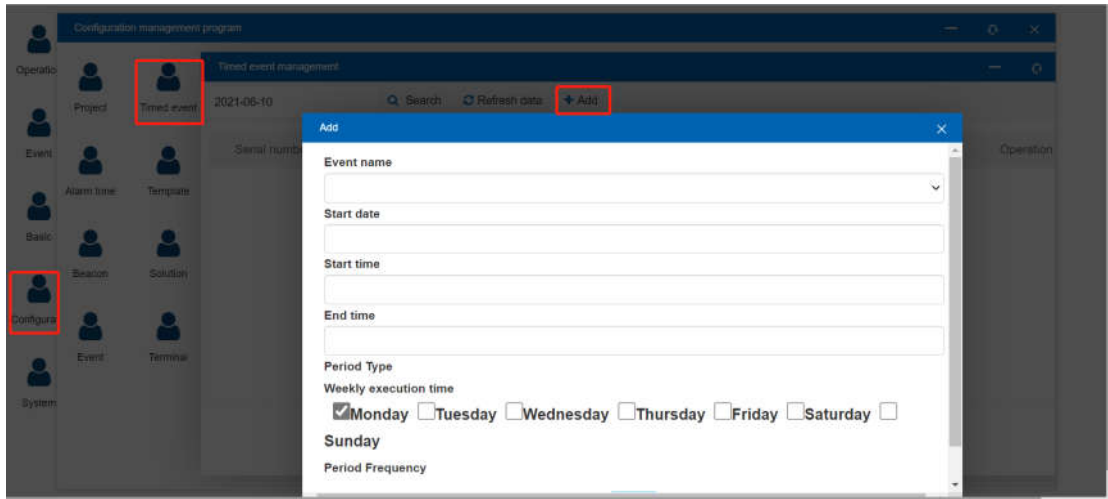 Configuration management program
Operatio
Timed event management
Project
Timed event
2021-06-10
Search
Refresh data
Add
Add
Serial numb
Operation
Event
Event name
Alarm tone
Template
Start date
Basic
Start time
Beacon
Solution
Configura
End time
Event
Terminal
Period Type
Weekly execution time
System
Monday Tuesday Wednesday Thursday Friday Saturday
Sunday
Period Frequency